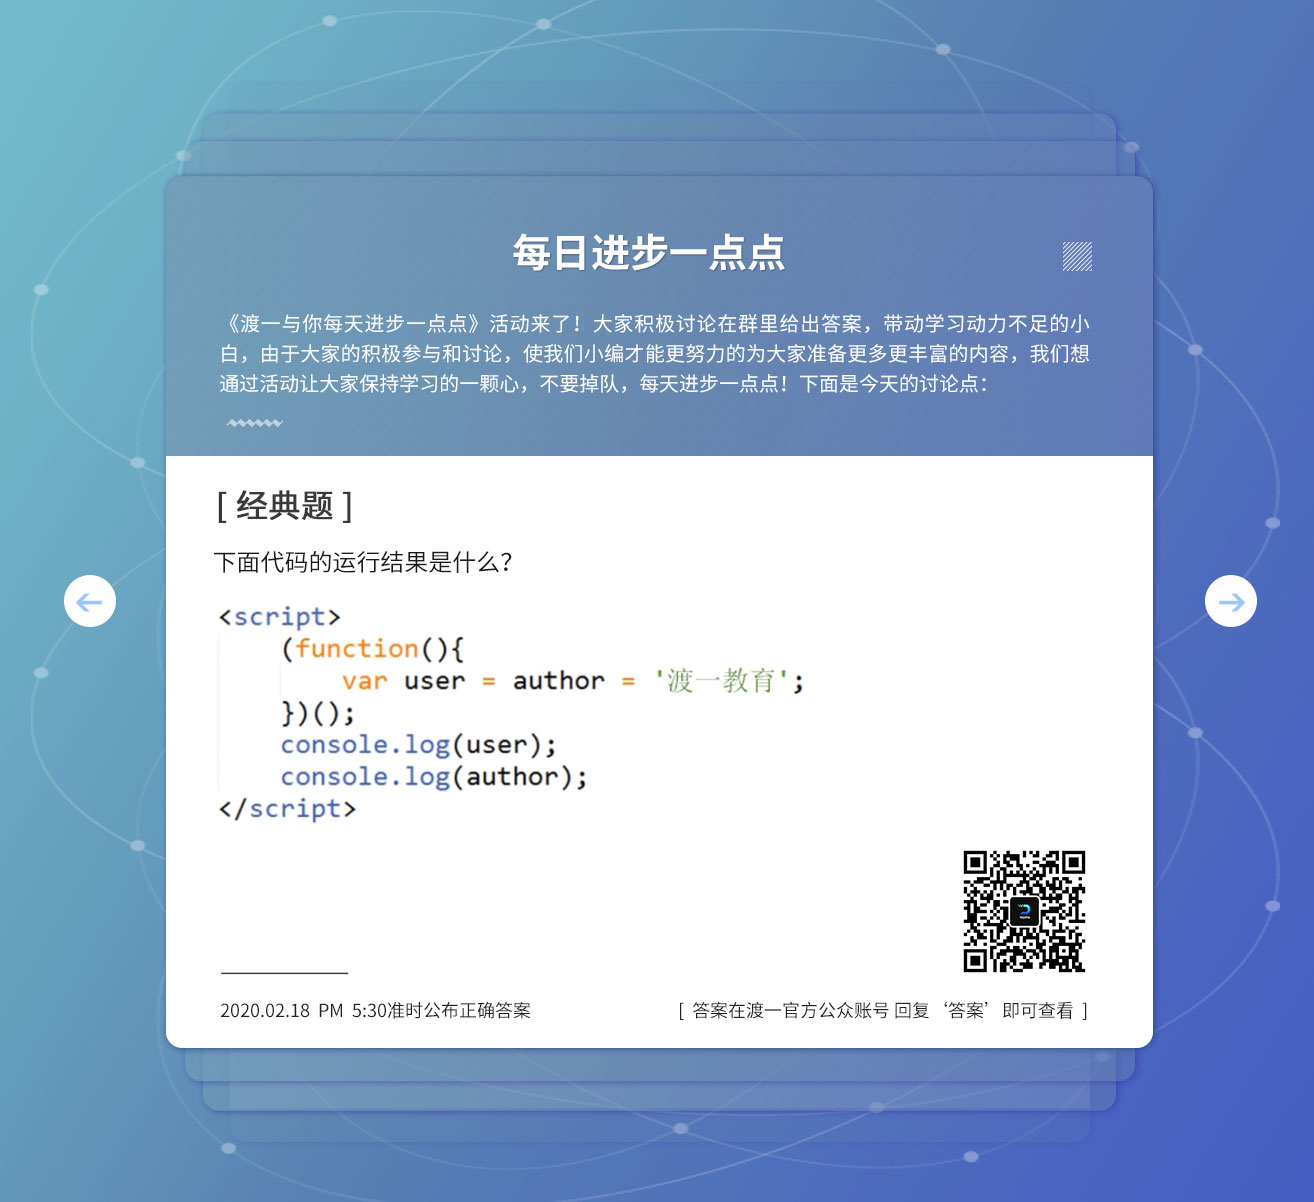 每日进步一点点
《渡一与你每天进步一点点》活动来了！大家积极讨论在群里给出答案，带动学习动力不足的小
白，由于大家的积极参与和讨论，使我们小编才能更努力的为大家准备更多更丰富的内容，我们想
通过活动让大家保持学习的一颗心，不要掉队，每天进步一点点！下面是今天的讨论点：
[ 经典题 ]
下面代码的运行结果是什么？
<script>
    (function(){
        var user = author = '渡一教育';
    })();
    console.log(user);
    console.log(author);
</script>
2020.02.18 PM 5:30准时公布正确答案
[ 答案在渡一官方公众账号 回复‘答案’即可查看 ]